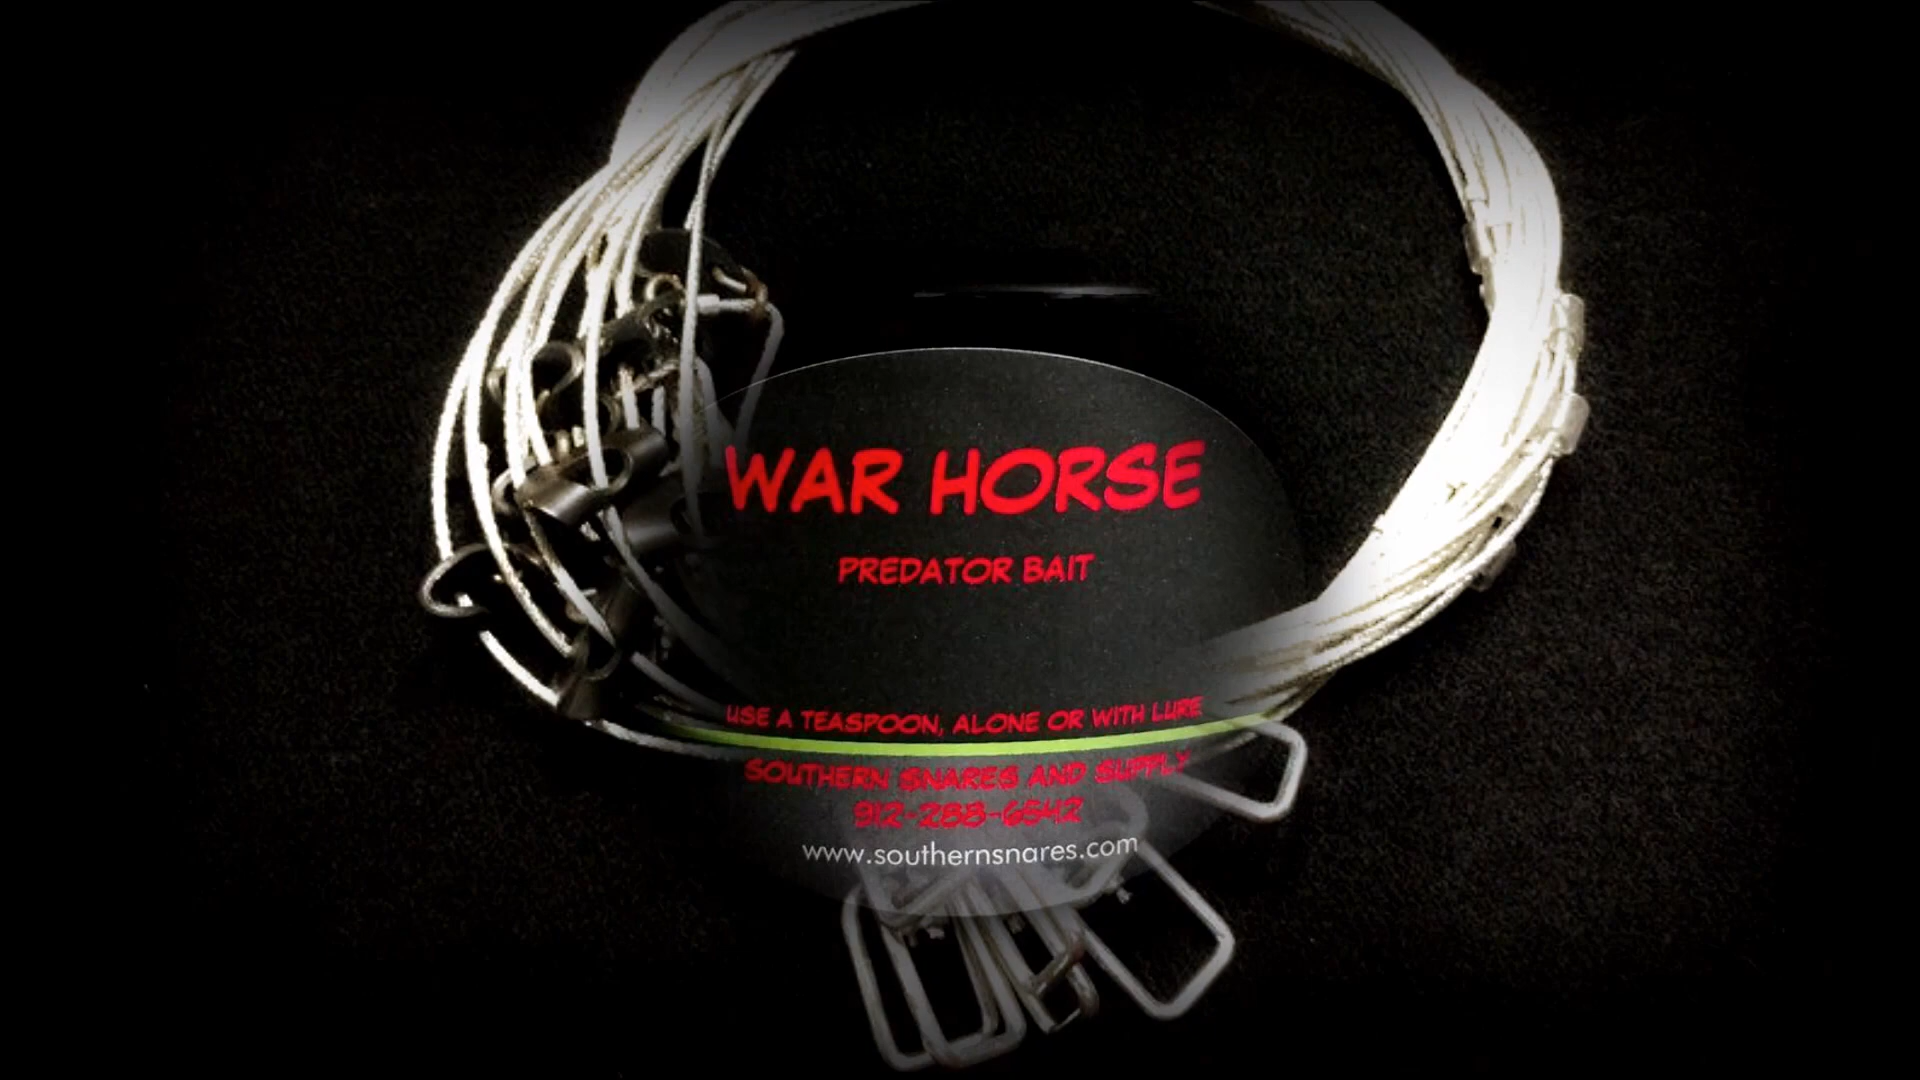 WAR HORSE
PREDATOR BAIT
USE A TEASPOON, ALONE OR WITH LURE
SOUTHERN SNARES AND SUPPLY
912-288-6542
www.southernsnares.com